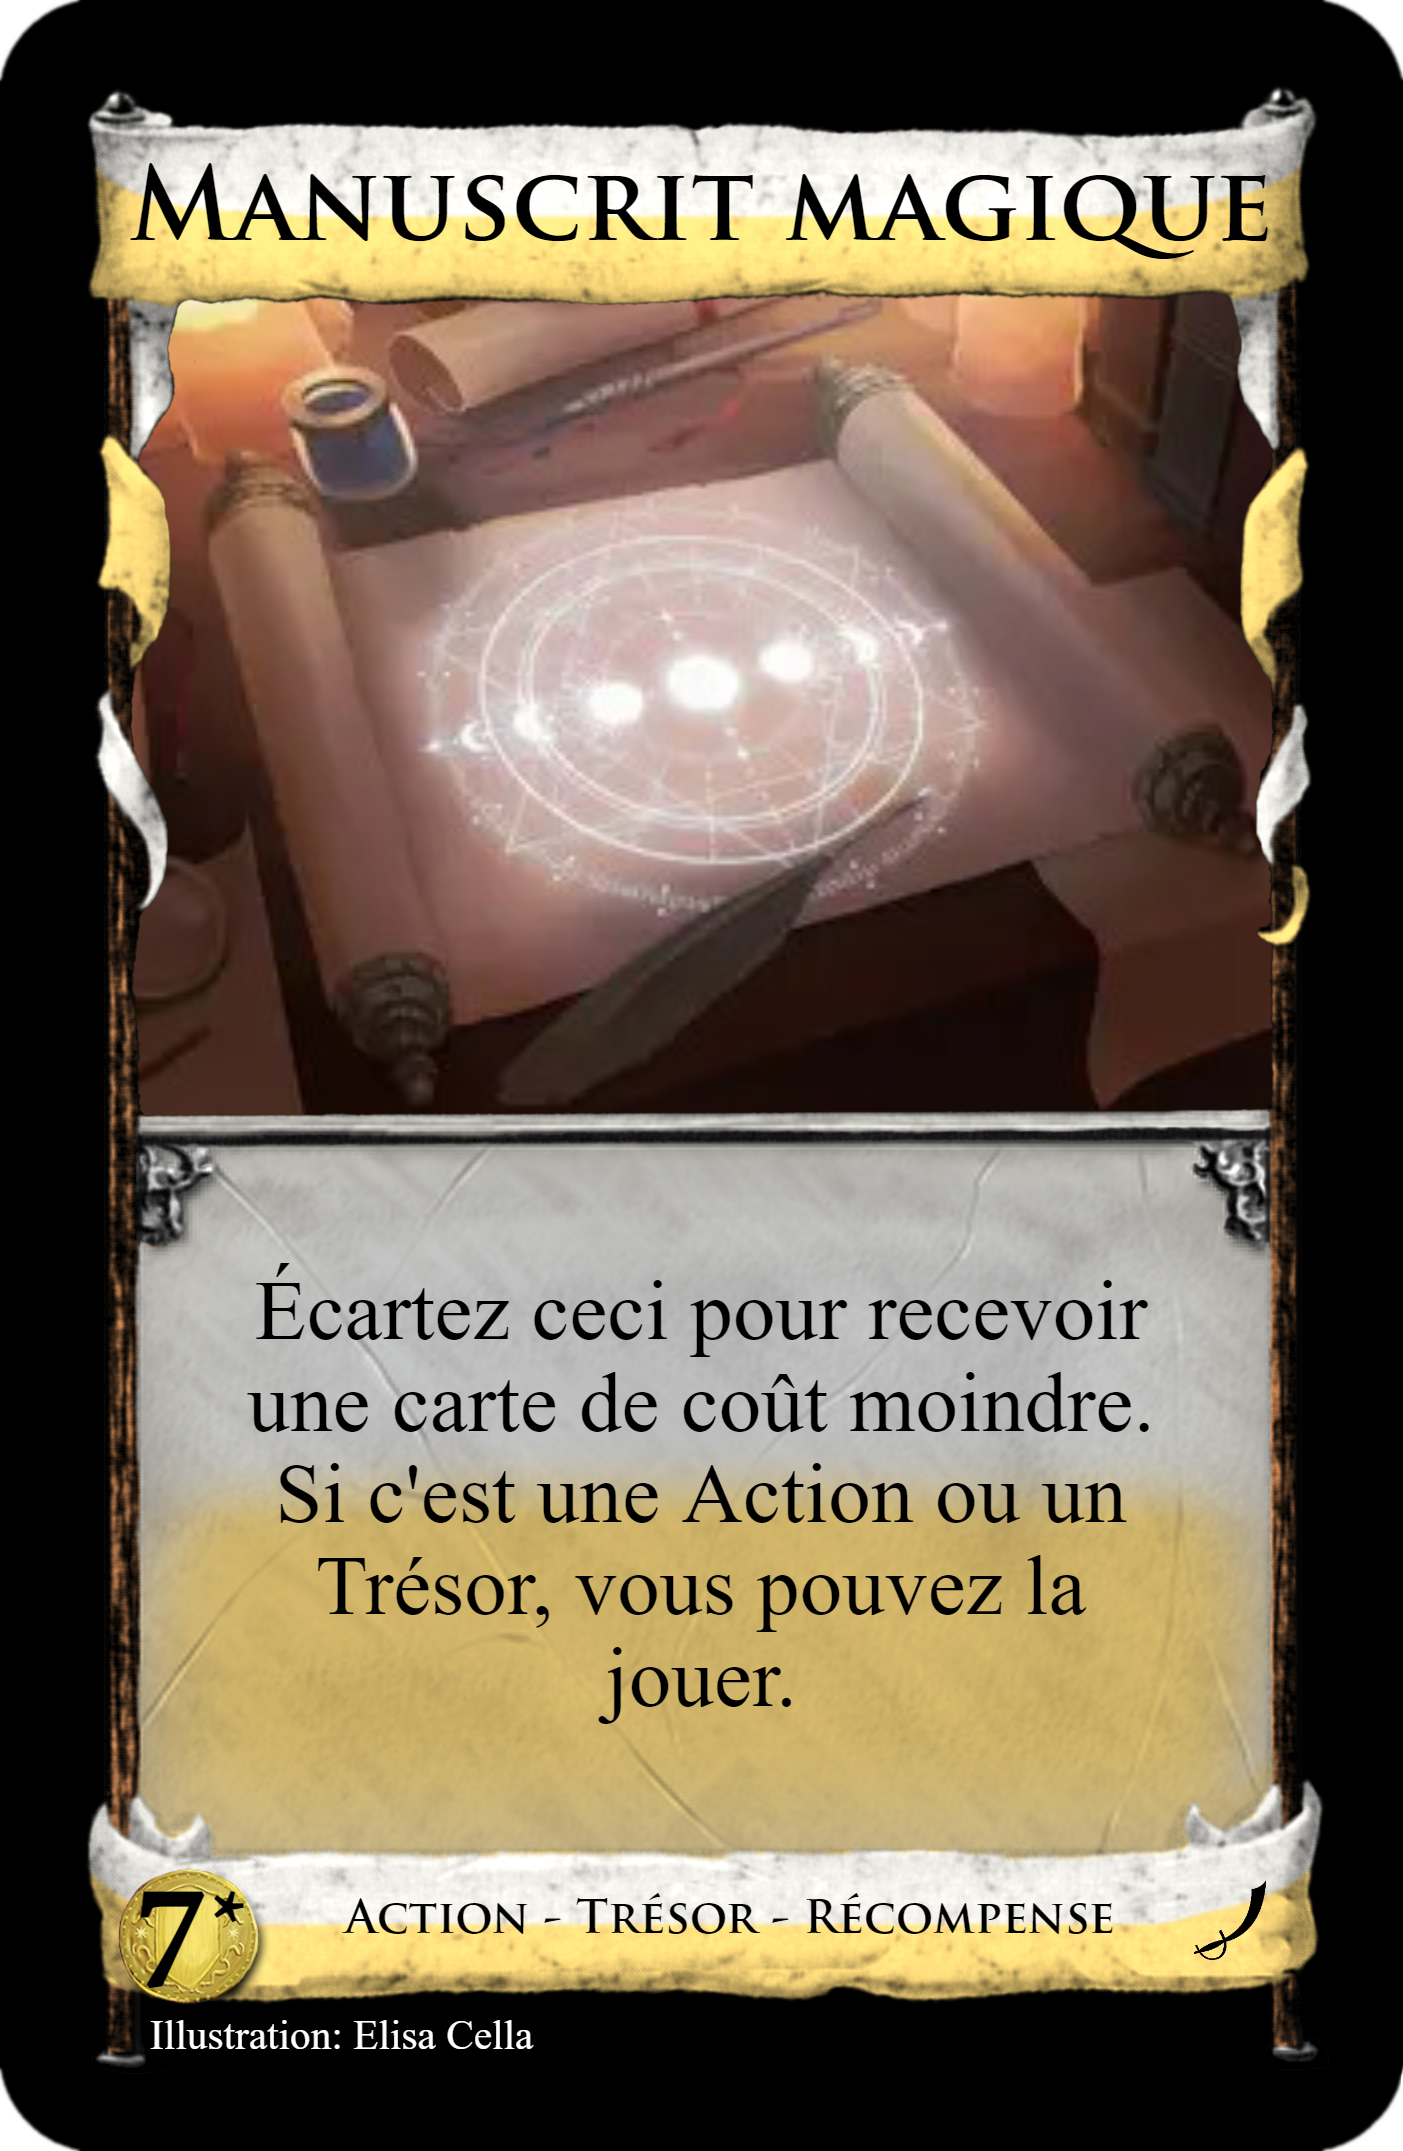 Manuscrit magique
Écartez ceci pour recevoir
une carte de coût moindre.
Si c'est une Action ou un
Trésor, vous pouvez la
jouer.
7*
Action - Trésor - Récompense
Illustration: Elisa Cella